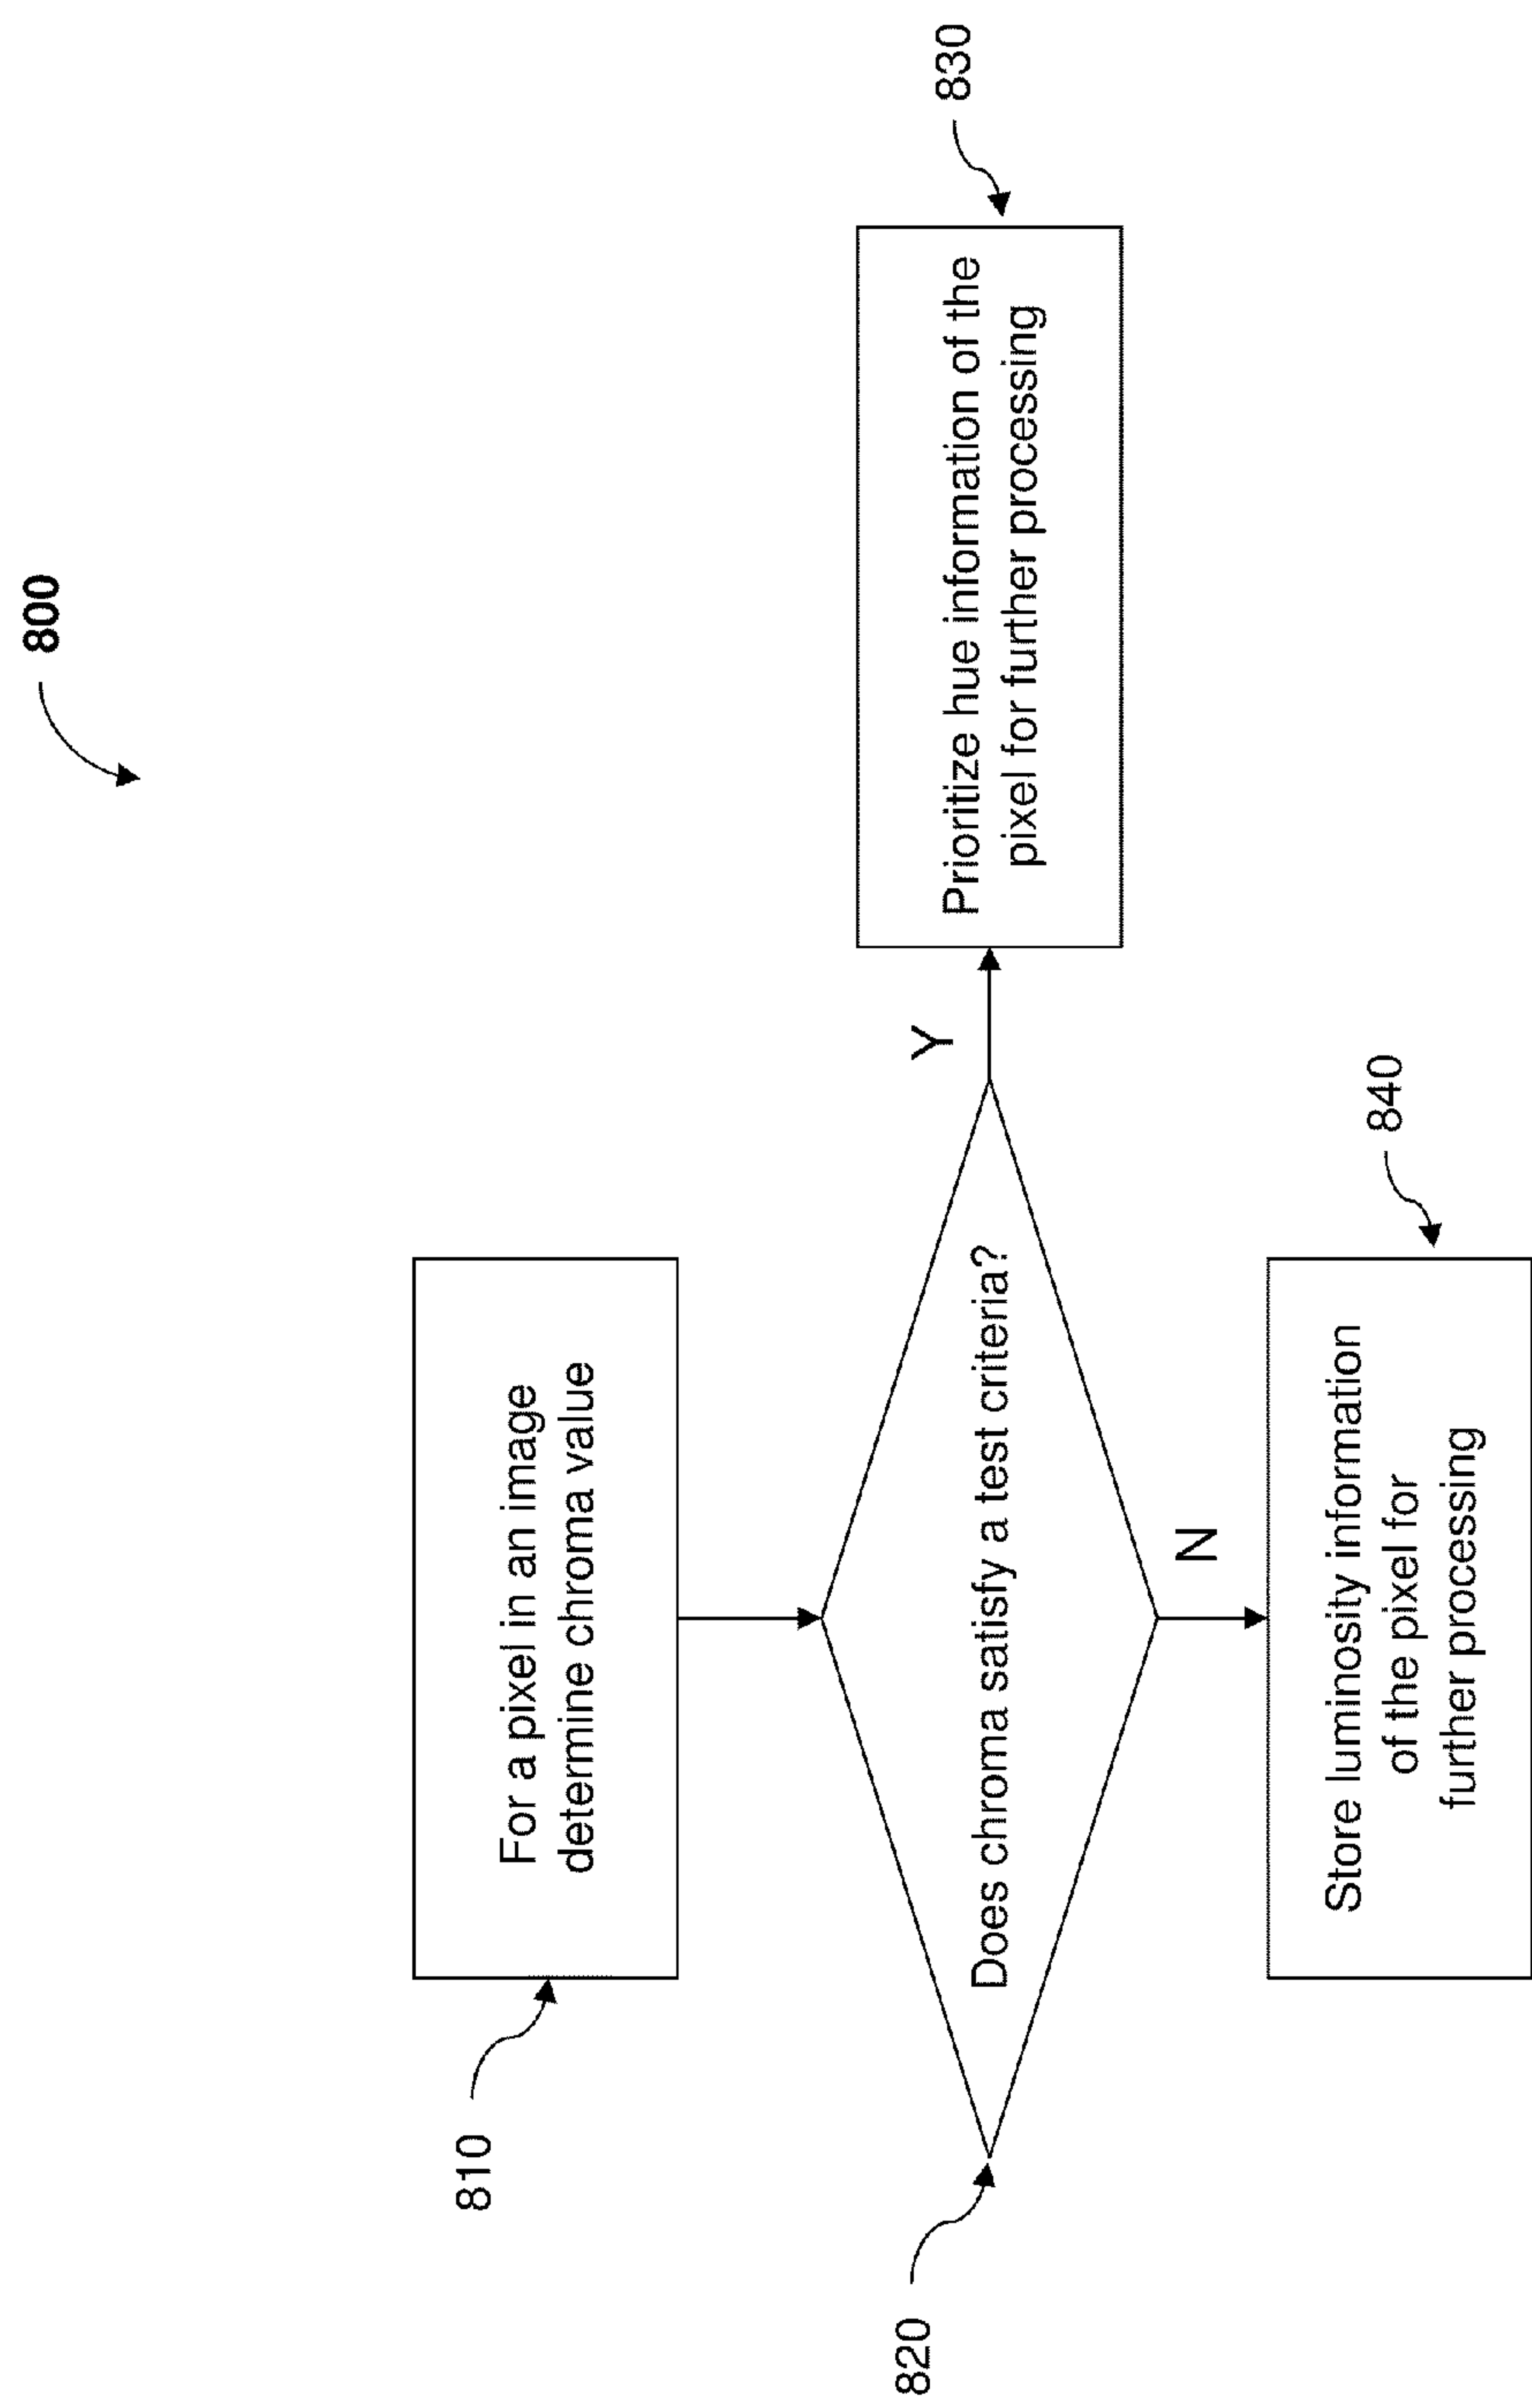 800
810
For a pixel in an image
determine chroma value
820
Does chroma satisfy a test criteria?
Y
830
Prioritize hue information of the
pixel for further processing
N
840
Store luminosity information
of the pixel for
further processing